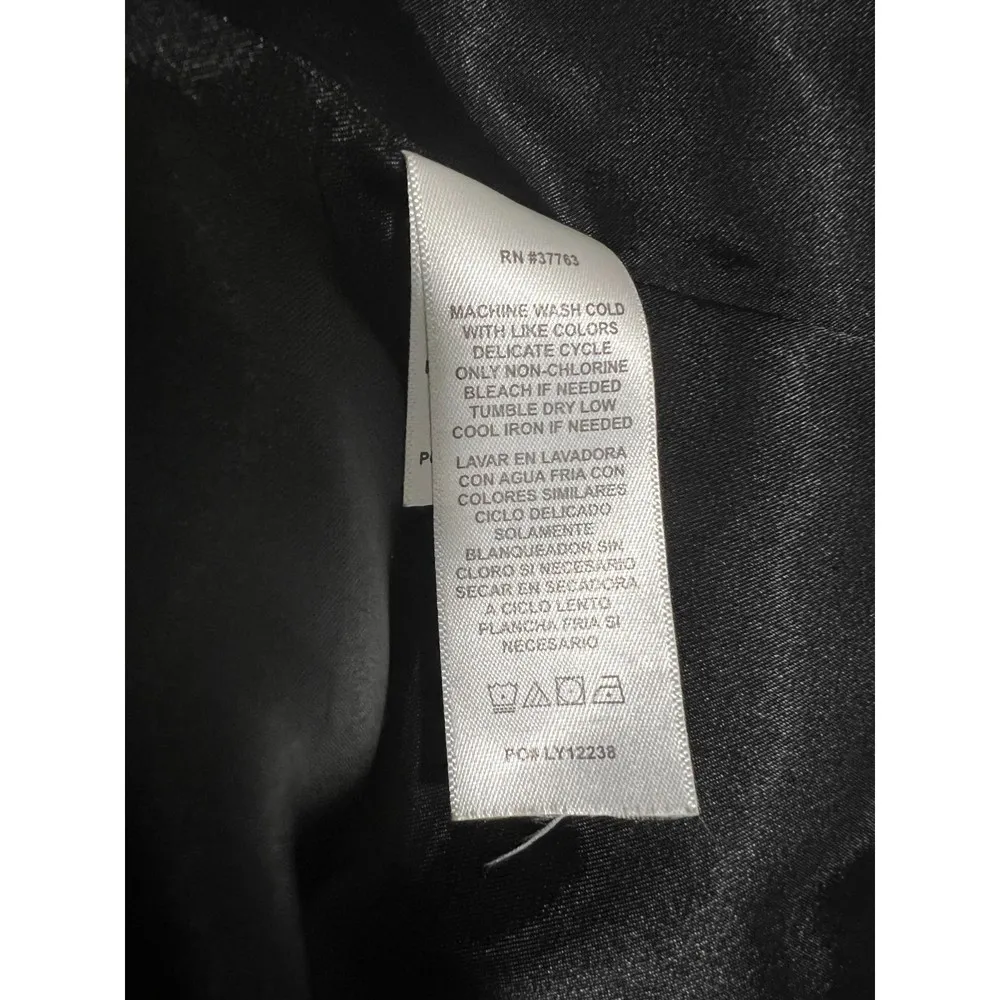 RN #37763
MACHINE WASH COLD
WITH LIKE COLORS
DELICATE CYCLE
ONLY NON-CHLORINE
BLEACH IF NEEDED
TUMBLE DRY LOW
COOL IRON IF NEEDED
LAVAR EN LAVADORA
CON AGUA FRIA CON
COLORES SIMILARES
CICLO DELICADO
SOLAMENTE
BLANQUEADOR SIN
CLORO SI NECESARIO
SECAR EN SECADORA
A CICLO LENTO
PLANCHA FRIA SI
NECESARIO
PO# LY12238